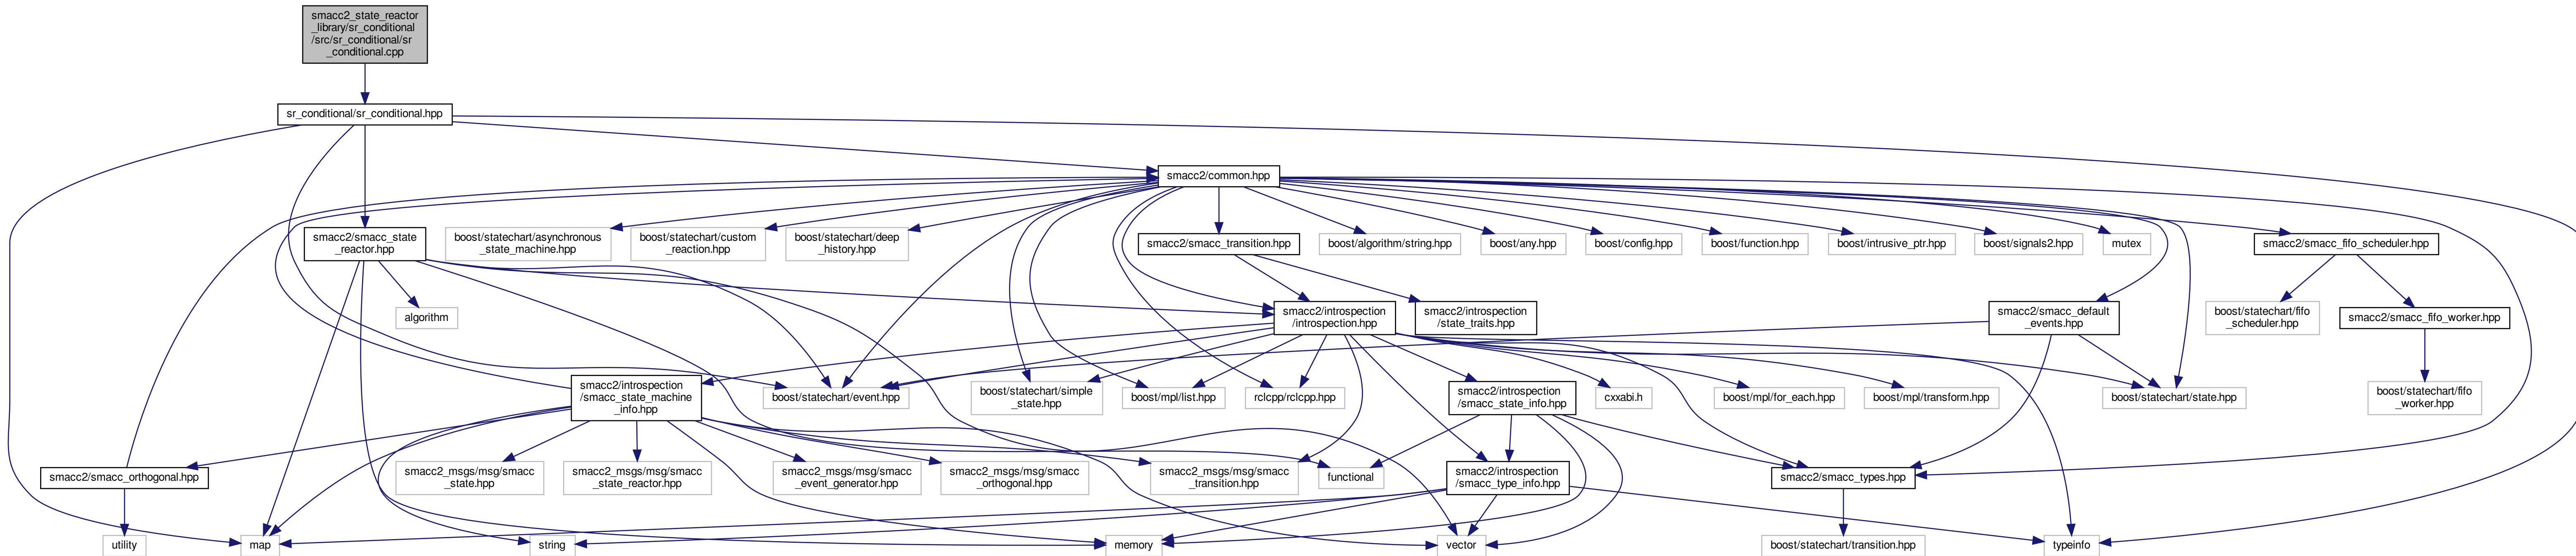 smacc2_state_reactor
_library/sr_conditional
/src/sr_conditional/sr
_conditional.cpp
sr_conditional/sr_conditional.hpp
smacc2/common.hpp
smacc2/smacc_state
_reactor.hpp
boost/statechart/asynchronous
_state_machine.hpp
boost/statechart/custom
_reaction.hpp
boost/statechart/deep
_history.hpp
smacc2/smacc_transition.hpp
boost/algorithm/string.hpp
boost/any.hpp
boost/config.hpp
boost/function.hpp
boost/intrusive_ptr.hpp
boost/signals2.hpp
mutex
smacc2/smacc_fifo_scheduler.hpp
algorithm
smacc2/introspection
/introspection.hpp
smacc2/introspection
/state_traits.hpp
smacc2/smacc_default
_events.hpp
boost/statechart/fifo
_scheduler.hpp
smacc2/smacc_fifo_worker.hpp
smacc2/introspection
/smacc_state_machine
_info.hpp
boost/statechart/event.hpp
boost/statechart/simple
_state.hpp
boost/mpl/list.hpp
rclcpp/rclcpp.hpp
smacc2/introspection
/smacc_state_info.hpp
cxxabi.h
boost/mpl/for_each.hpp
boost/mpl/transform.hpp
boost/statechart/state.hpp
boost/statechart/fifo
_worker.hpp
smacc2/smacc_orthogonal.hpp
smacc2_msgs/msg/smacc
_state.hpp
smacc2_msgs/msg/smacc
_state_reactor.hpp
smacc2_msgs/msg/smacc
_event_generator.hpp
smacc2_msgs/msg/smacc
_orthogonal.hpp
smacc2_msgs/msg/smacc
_transition.hpp
functional
smacc2/introspection
/smacc_type_info.hpp
smacc2/smacc_types.hpp
utility
map
string
memory
vector
boost/statechart/transition.hpp
typeinfo